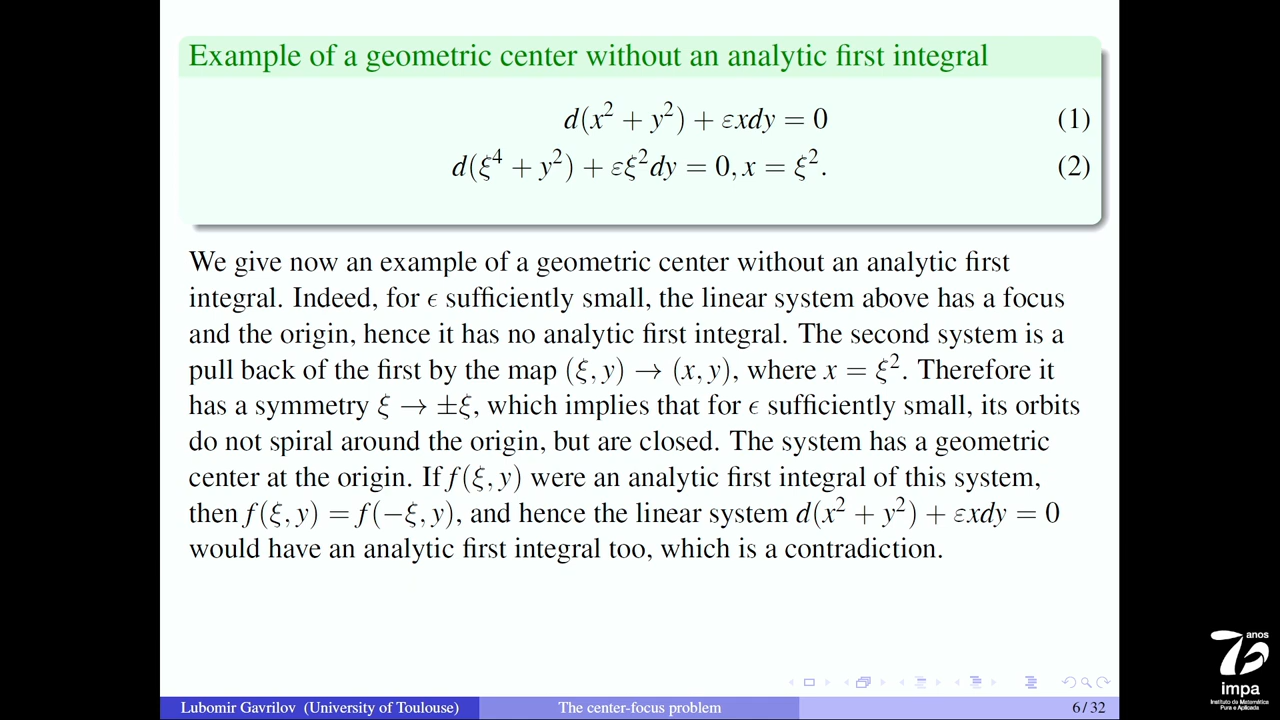 Example of a geometric center without an analytic first integral
d(x² + y²) + εxdy = 0 (1)
d(ξ⁴ + y²) + εξ²dy = 0, x = ξ². (2)
We give now an example of a geometric center without an analytic first
integral. Indeed, for ϵ sufficiently small, the linear system above has a focus
and the origin, hence it has no analytic first integral. The second system is a
pull back of the first by the map (ξ, y) → (x, y), where x = ξ². Therefore it
has a symmetry ξ → ±ξ, which implies that for ϵ sufficiently small, its orbits
do not spiral around the origin, but are closed. The system has a geometric
center at the origin. If f(ξ, y) were an analytic first integral of this system,
then f(ξ, y) = f(−ξ, y), and hence the linear system d(x² + y²) + εxdy = 0
would have an analytic first integral too, which is a contradiction.
Lubomir Gavrilov (University of Toulouse) The center-focus problem 6 / 32
70 anos
impa
Instituto de Matemática
Pura e Aplicada